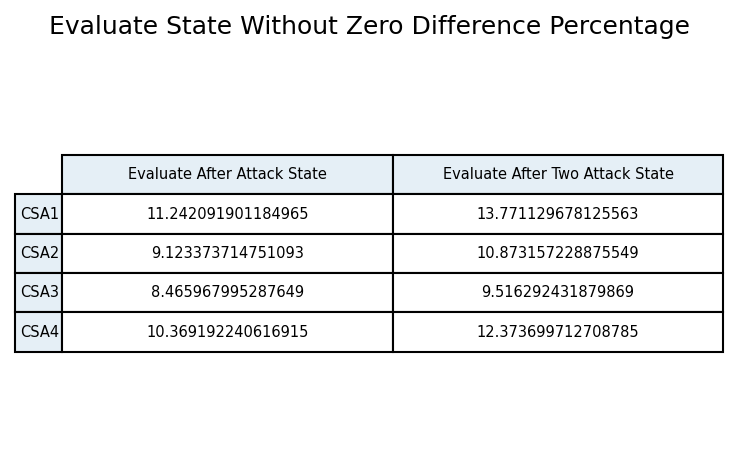 Evaluate State Without Zero Difference Percentage
Evaluate After Attack State Evaluate After Two Attack State
CSA1 11.242091901184965 13.771129678125563
CSA2 9.123373714751093 10.873157228875549
CSA3 8.465967995287649 9.516292431879869
CSA4 10.369192240616915 12.373699712708785